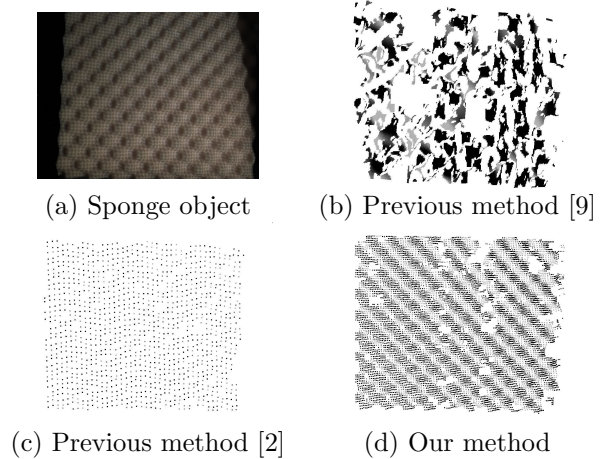 (a) Sponge object
(b) Previous method [9]
(c) Previous method [2]
(d) Our method